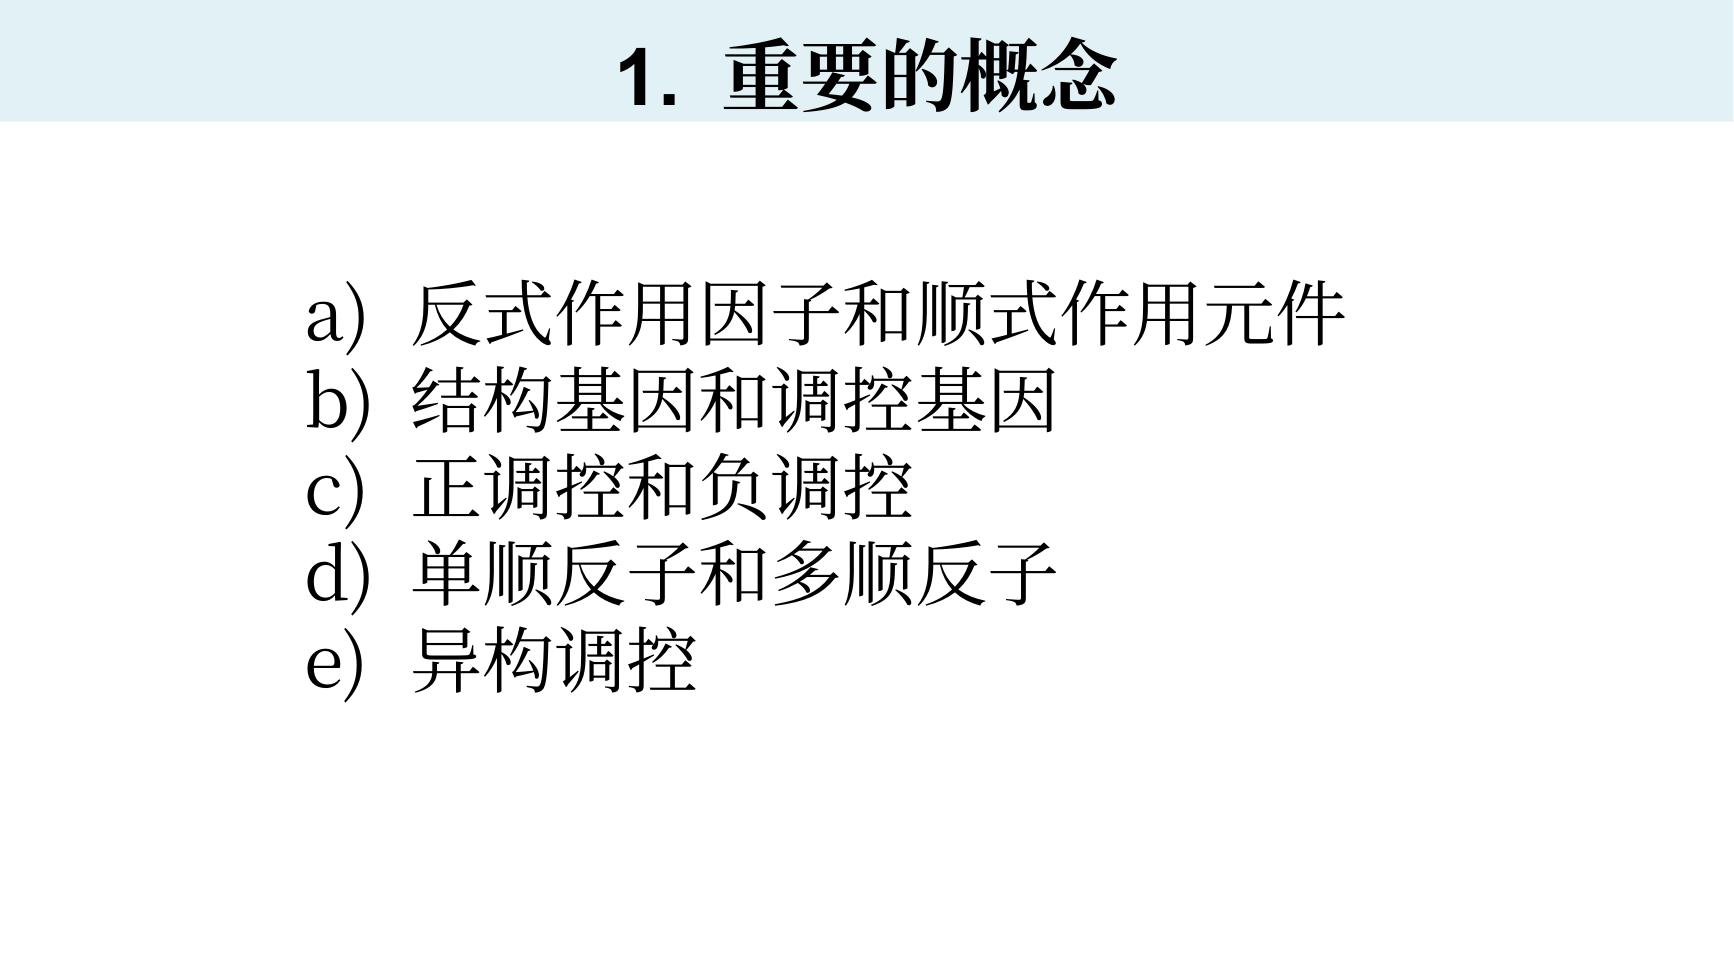 1. 重要的概念
a) 反式作用因子和顺式作用元件
b) 结构基因和调控基因
c) 正调控和负调控
d) 单顺反子和多顺反子
e) 异构调控